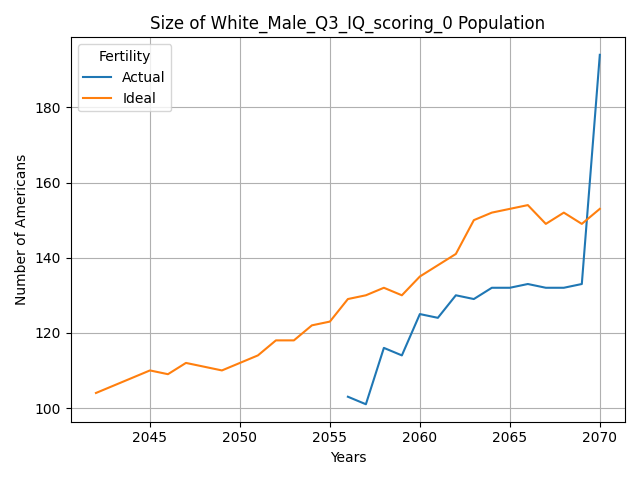 Size of White_Male_Q3_IQ_scoring_0 Population
Fertility
Actual
Ideal
Number of Americans
180
160
140
120
100
2045 2050 2055 2060 2065 2070
Years